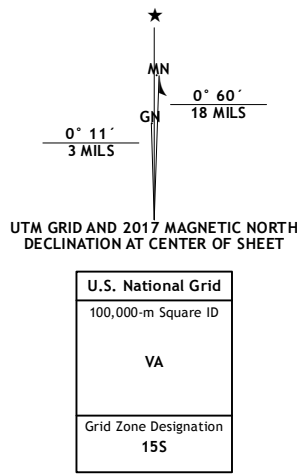 MN
0° 60´
18 MILS
GN
0° 11´
3 MILS
UTM GRID AND 2017 MAGNETIC NORTH
DECLINATION AT CENTER OF SHEET
U.S. National Grid
100,000-m Square ID
VA
Grid Zone Designation
15S